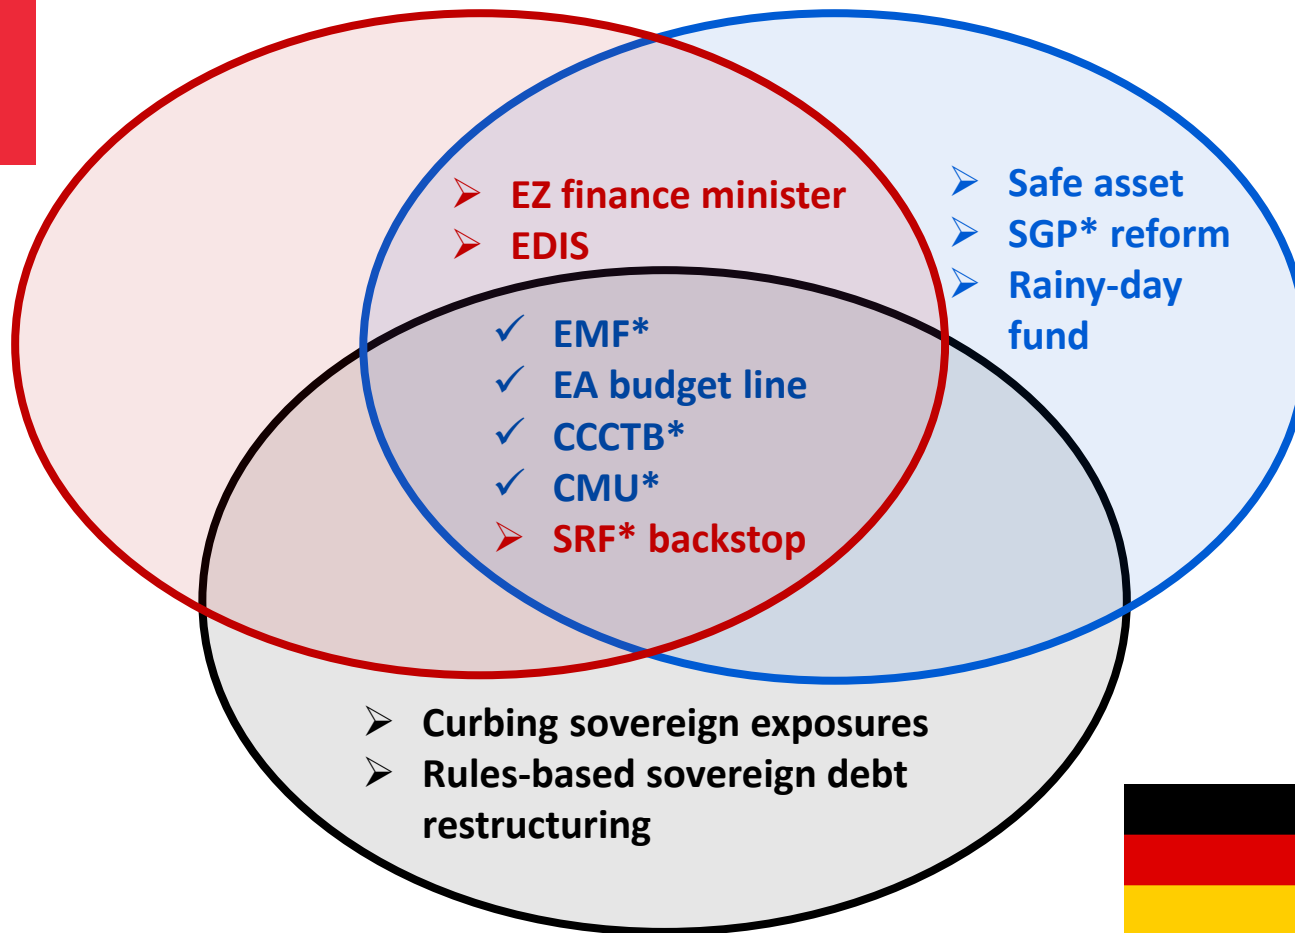 ➢ EZ finance minister
➢ EDIS
➢ Safe asset
➢ SGP* reform
➢ Rainy-day
fund
✓ EMF*
✓ EA budget line
✓ CCCTB*
✓ CMU*
➢ SRF* backstop
➢ Curbing sovereign exposures
➢ Rules-based sovereign debt
restructuring